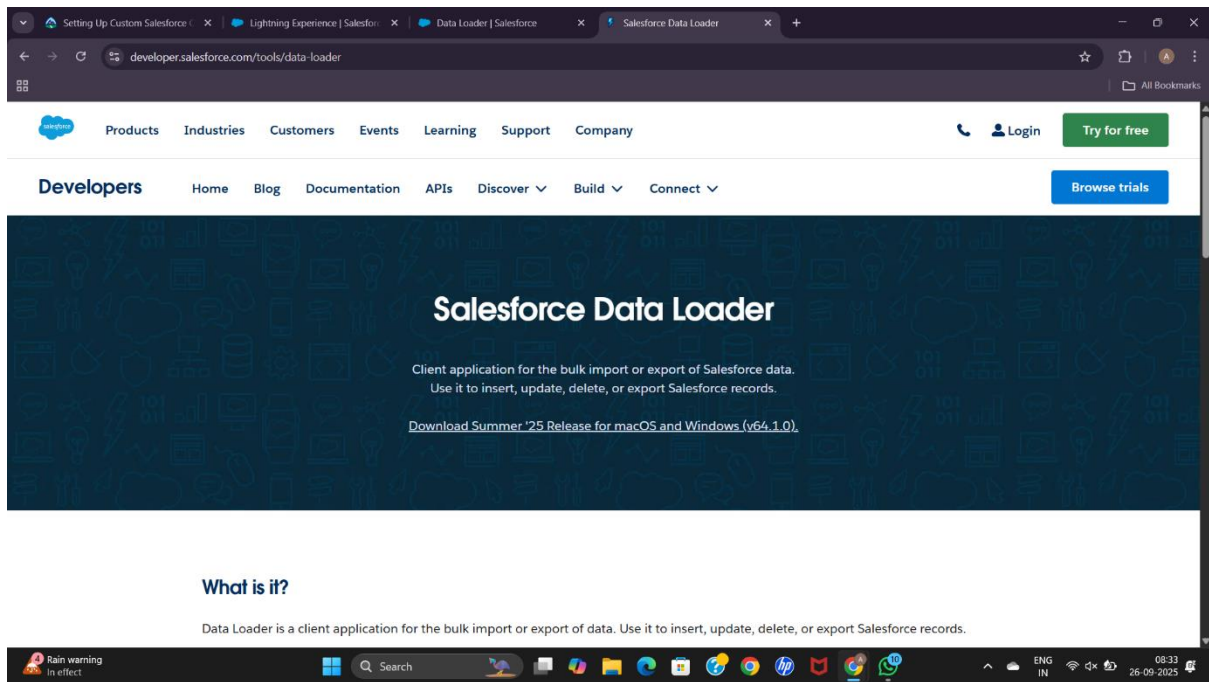 Setting Up Custom Salesforce C
Lightning Experience | Salesforc
Data Loader | Salesforce
Salesforce Data Loader
developer.salesforce.com/tools/data-loader
A
All Bookmarks
salesforce
Products Industries Customers Events Learning Support Company Login Try for free
Developers Home Blog Documentation APIs Discover Build Connect Browse trials
Salesforce Data Loader
Client application for the bulk import or export of Salesforce data.
Use it to insert, update, delete, or export Salesforce records.
Download Summer '25 Release for macOS and Windows (v64.1.0).
What is it?
Data Loader is a client application for the bulk import or export of data. Use it to insert, update, delete, or export Salesforce records.
4 Rain warning
In effect
Search
hp
10
ENG
IN
08:33
26-09-2025